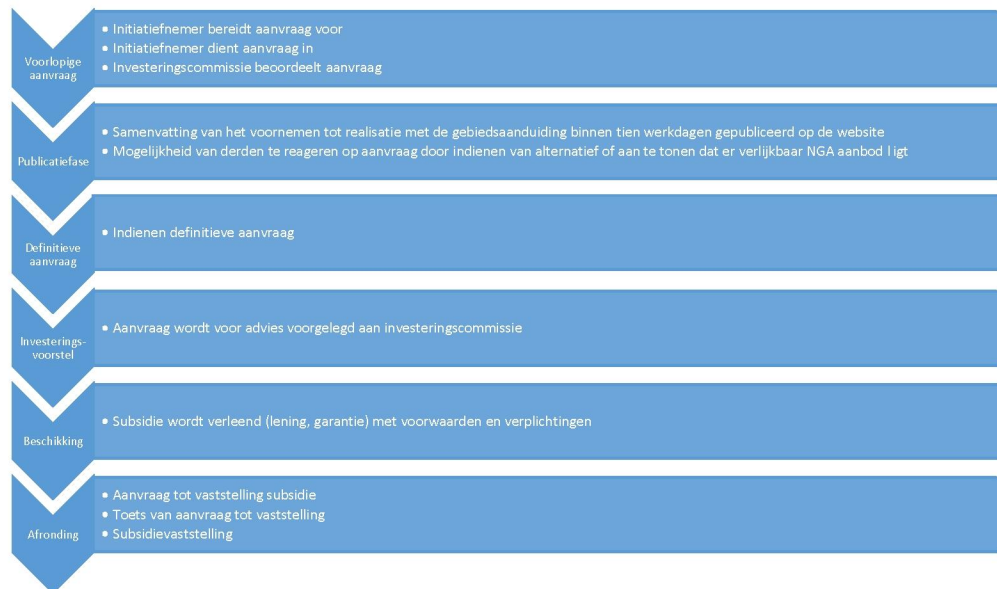 Voorlopige
aanvraag
• Initiatiefnemer bereidt aanvraag voor
• Initiatiefnemer dient aanvraag in
• Investeringscommissie beoordeelt aanvraag
Publicatiefase
• Samenvatting van het voornemen tot realisatie met de gebiedsaanduiding binnen tien werkdagen gepubliceerd op de website
• Mogelijkheid van derden te reageren op aanvraag door indienen van alternatief of aan te tonen dat er verlijkbaar NGA aanbod l igt
Definitieve
aanvraag
• Indienen definitieve aanvraag
Investerings-
voorstel
• Aanvraag wordt voor advies voorgelegd aan investeringscommissie
Beschikking
• Subsidie wordt verleend (lening, garantie) met voorwaarden en verplichtingen
Afronding
• Aanvraag tot vaststelling subsidie
• Toets van aanvraag tot vaststelling
• Subsidievaststelling